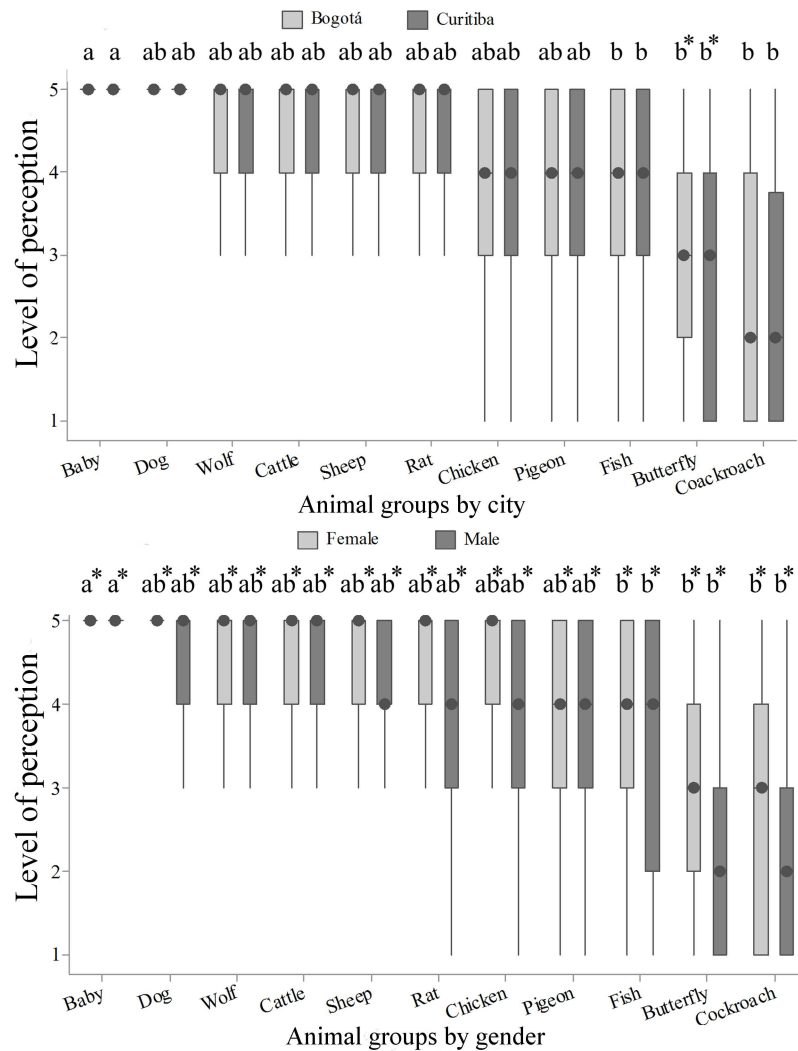 Bogotá Curitiba
a a ab ab ab ab ab ab ab ab ab ab ab ab ab ab b b b* b* b b
Level of perception
5
4
3
2
1
Baby Dog Wolf Cattle Sheep Rat Chicken Pigeon Fish Butterfly Coackroach
Animal groups by city
Female Male
a* a* ab* ab* ab* ab* ab* ab* ab* ab* ab* ab* ab* ab* ab* ab* b* b* b* b* b* b*
Level of perception
5
4
3
2
1
Baby Dog Wolf Cattle Sheep Rat Chicken Pigeon Fish Butterfly Cockroach
Animal groups by gender